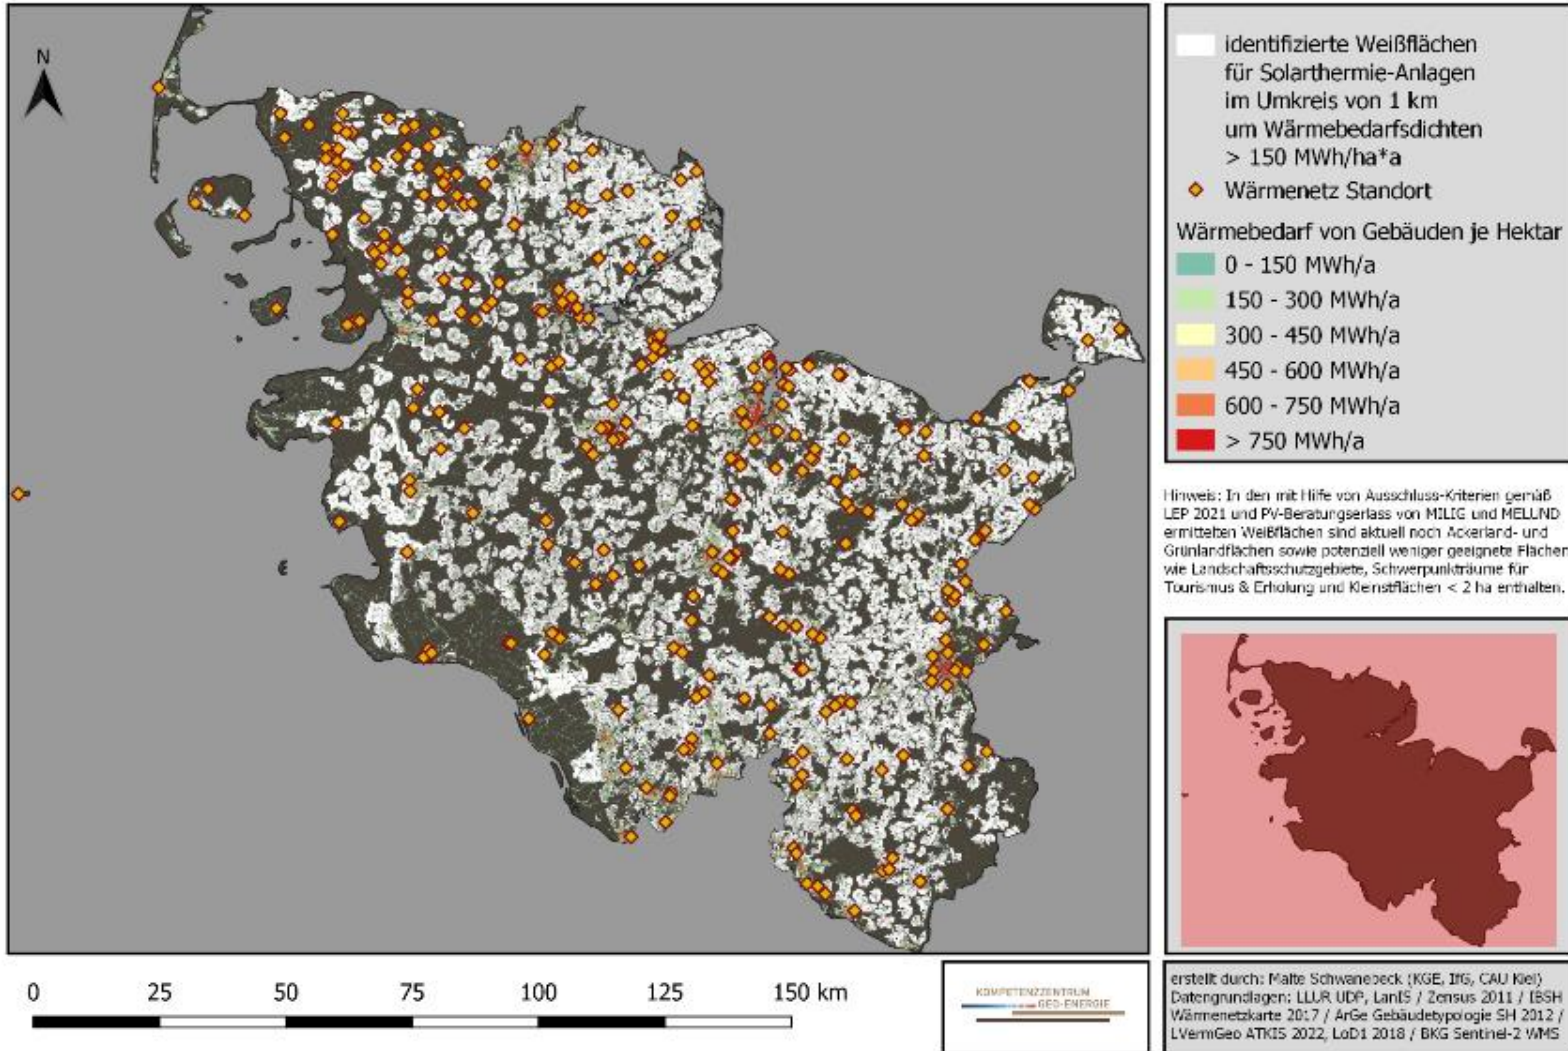 N
identifizierte Weißflächen
für Solarthermie-Anlagen
im Umkreis von 1 km
um Wärmebedarfsdichten
> 150 MWh/ha*a
Wärmenetz Standort
Wärmebedarf von Gebäuden je Hektar
0 - 150 MWh/a
150 - 300 MWh/a
300 - 450 MWh/a
450 - 600 MWh/a
600 - 750 MWh/a
> 750 MWh/a
Hinweis: In den mit Hilfe von Ausschluss-Kriterien gemäß
LEP 2021 und PV-Beratungserlass von MILIG und MELUND
ermittelten Weißflächen sind aktuell noch Ackerland- und
Grünlandflächen sowie potenziell weniger geeignete Flächen
wie Landschaftsschutzgebiete, Schwerpunkträume für
Tourismus & Erholung und Kleinstflächen < 2 ha enthalten.
0 25 50 75 100 125 150 km
KOMPETENZZENTRUM
GEO-ENERGIE
erstellt durch: Malte Schwanebeck (KGE, IfG, CAU Kiel)
Datengrundlagen: LLUR UDP, LanIS / Zensus 2011 / IBSH
Wärmenetzkarte 2017 / ArGe Gebäudetypologie SH 2012 /
LVermGeo ATKIS 2022, LoD1 2018 / BKG Sentinel-2 WMS